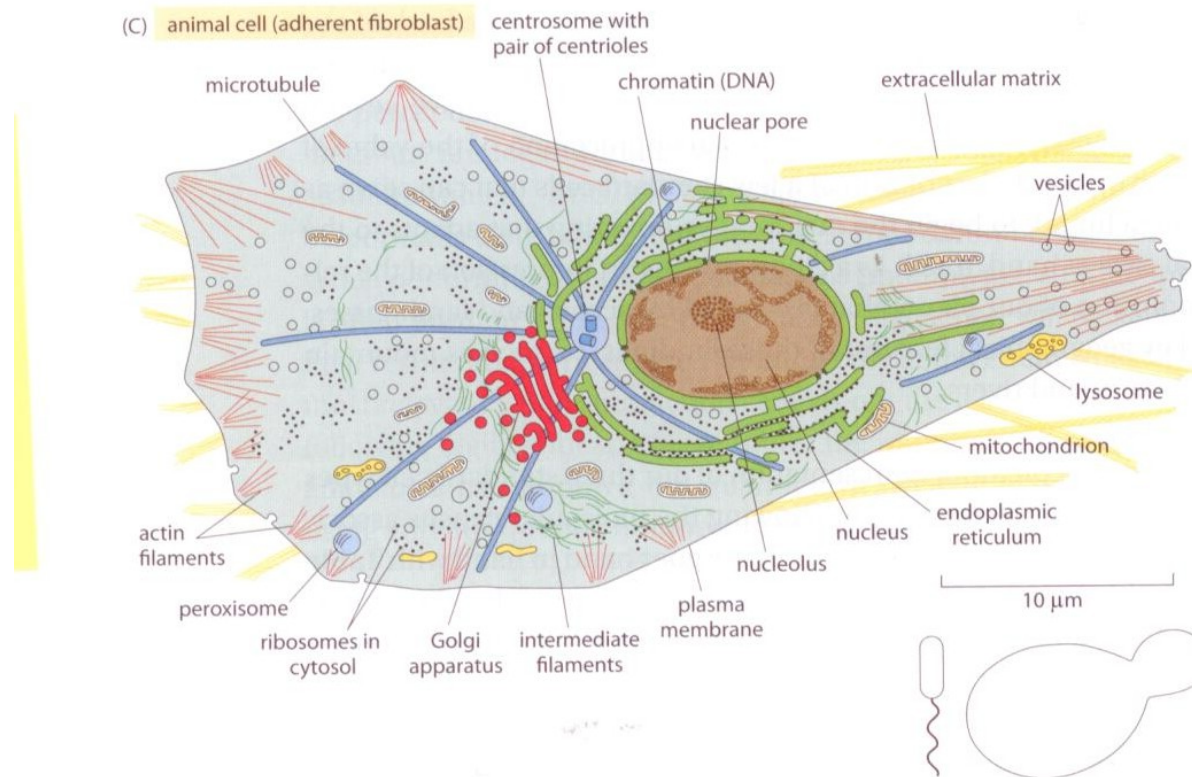 (C) animal cell (adherent fibroblast)
centrosome with
pair of centrioles
microtubule
chromatin (DNA)
extracellular matrix
nuclear pore
vesicles
lysosome
mitochondrion
endoplasmic
reticulum
nucleus
nucleolus
actin
filaments
plasma
membrane
peroxisome
ribosomes in
cytosol
Golgi
apparatus
intermediate
filaments
10 μm